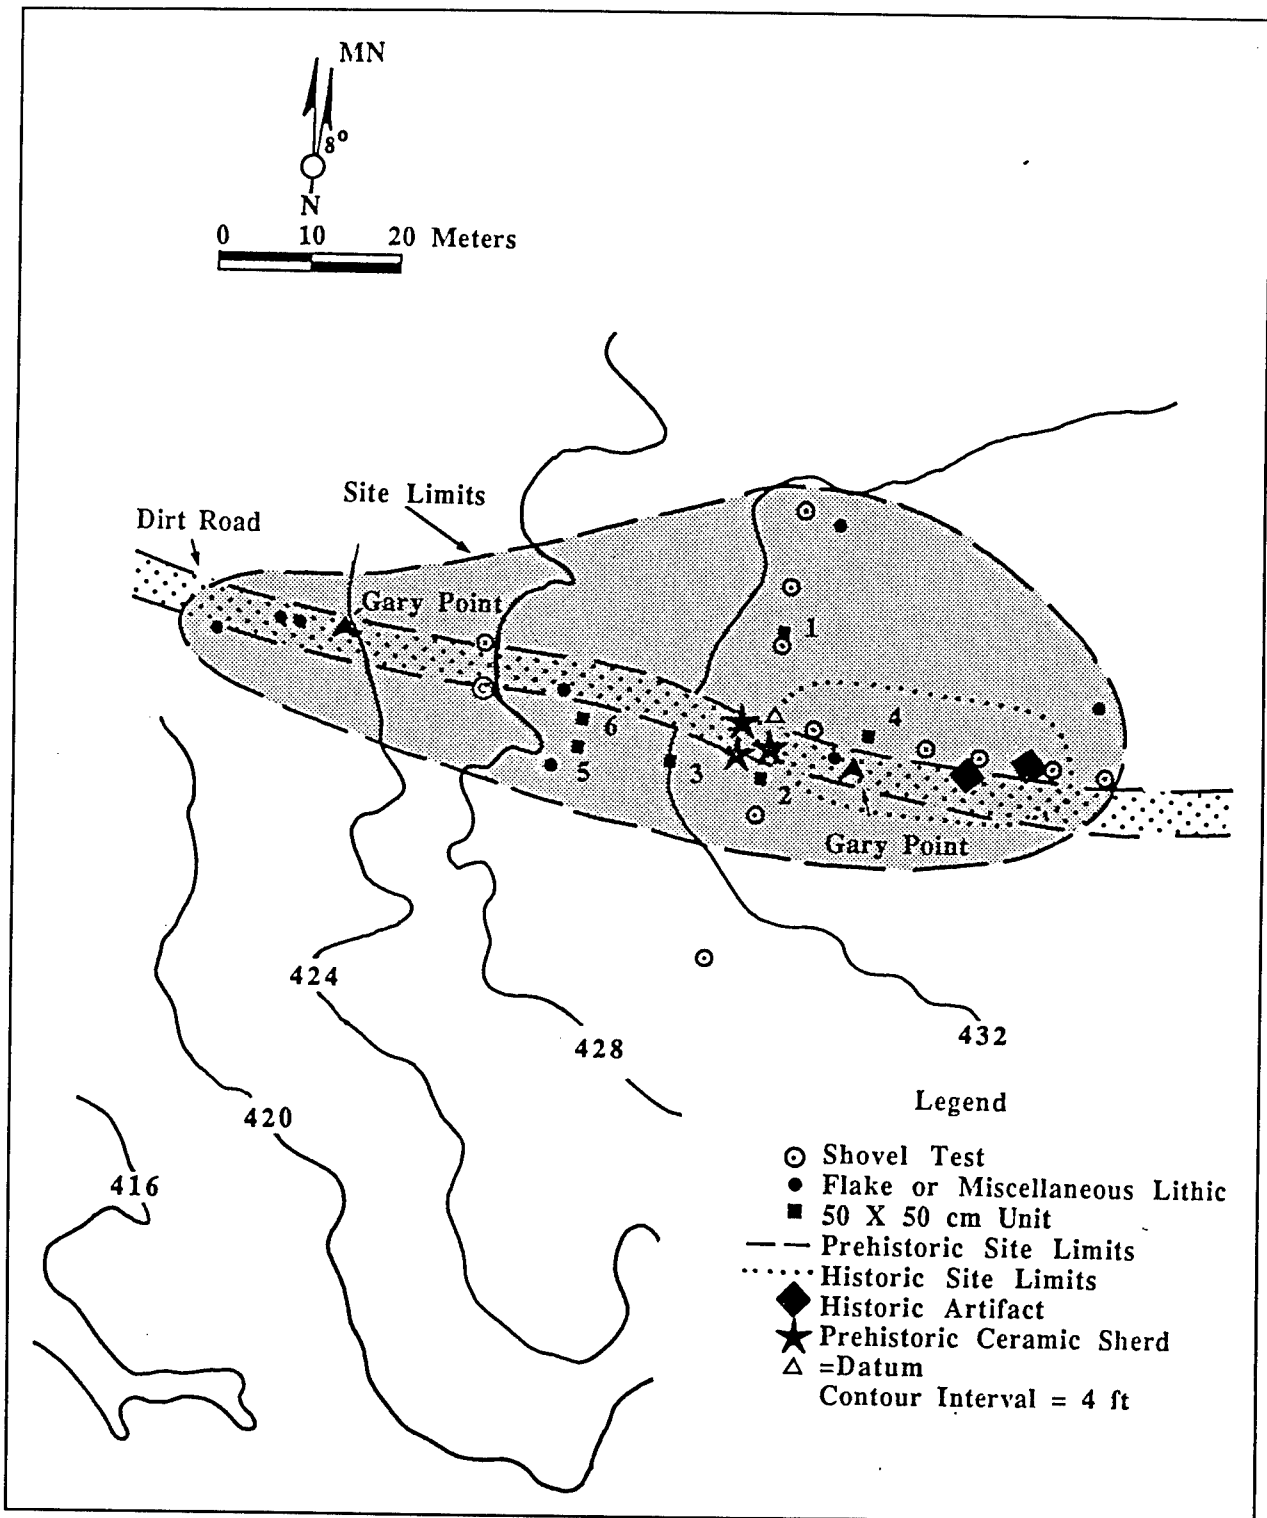 MN
8°
N
0 10 20 Meters
Site Limits
Dirt Road
Gary Point
1
4
6
5
3
2
Gary Point
424
432
428
420
416
Legend
Shovel Test
Flake or Miscellaneous Lithic
50 X 50 cm Unit
Prehistoric Site Limits
Historic Site Limits
Historic Artifact
Prehistoric Ceramic Sherd
=Datum
Contour Interval = 4 ft